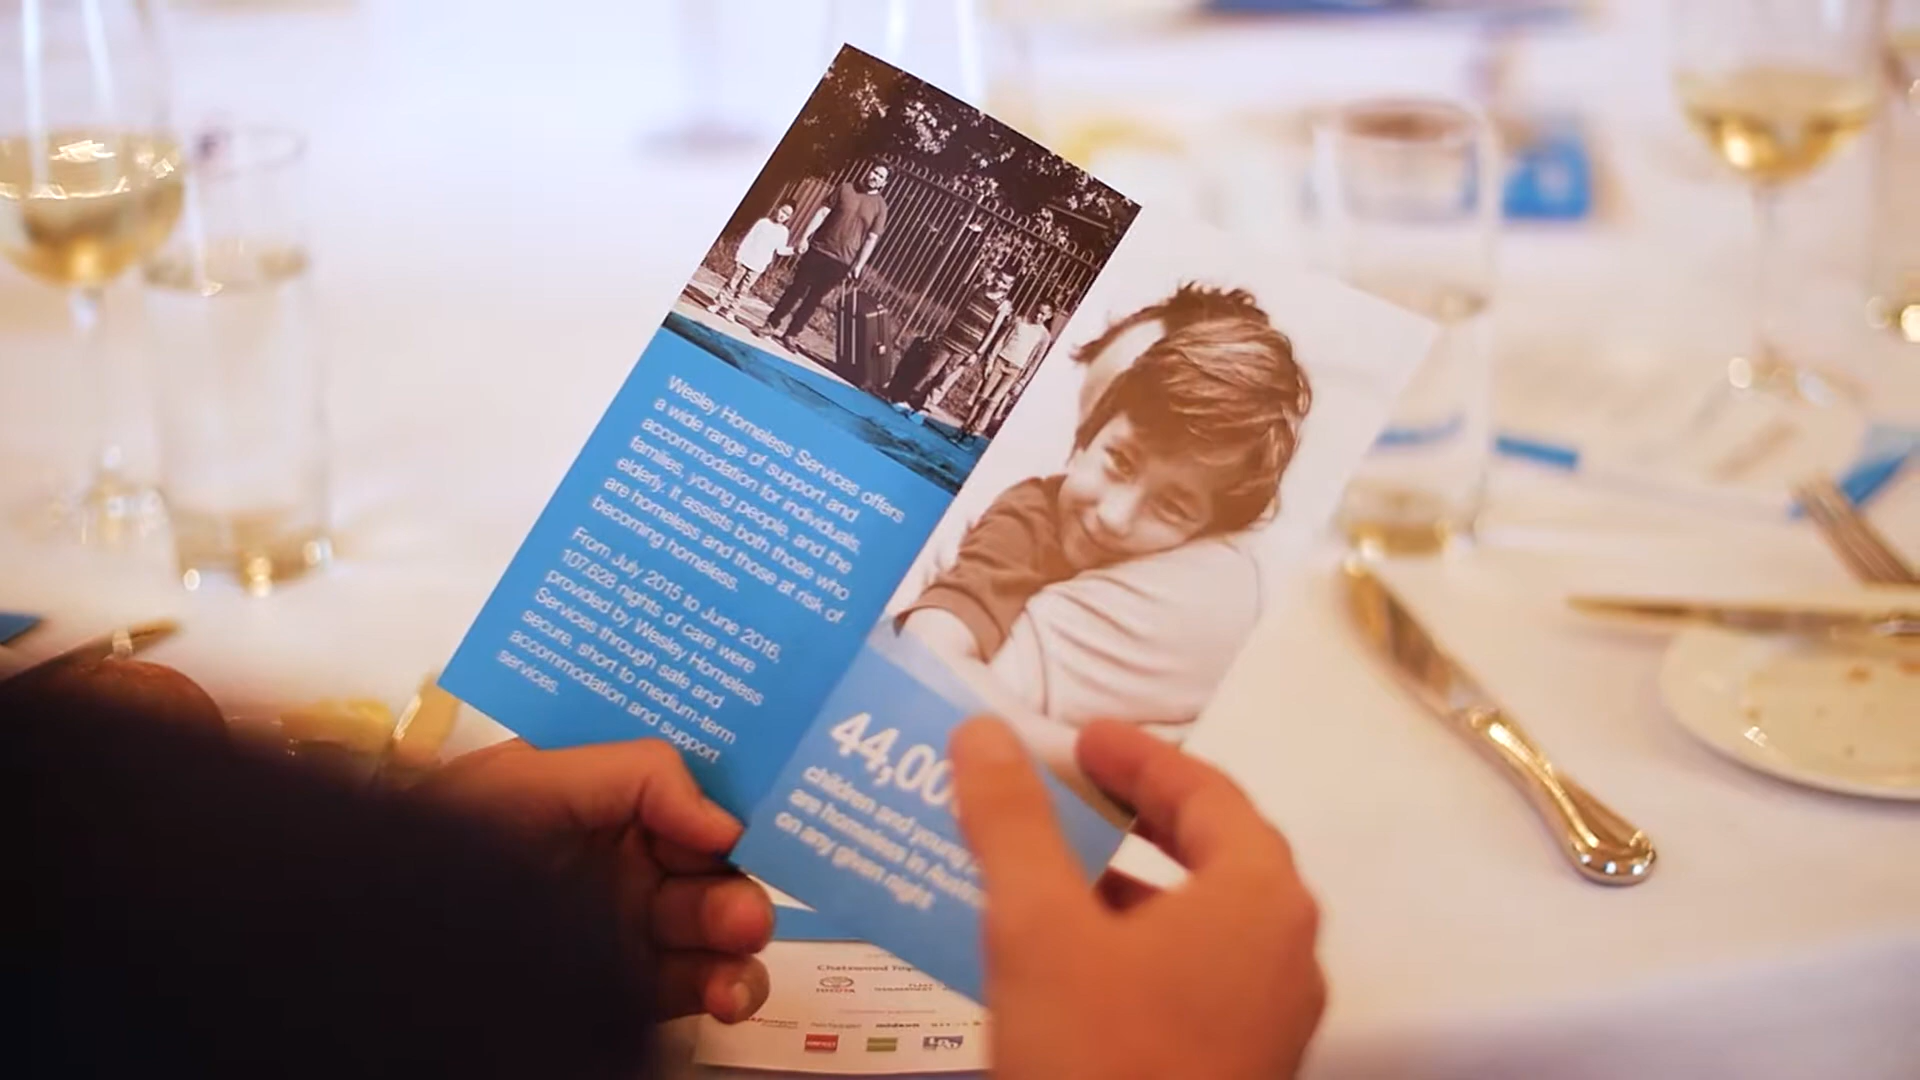 Wesley Homeless Services offers
a wide range of support and
accommodation for individuals,
families, young people, and the
elderly. It assists both those who
are homeless and those at risk of
becoming homeless.
From July 2015 to June 2016,
107,628 nights of care were
provided by Wesley Homeless
Services through safe and
secure, short to medium-term
accommodation and support
services.
44,00
children and young
are homeless in
on any given night
Chatswood
TOYOTA